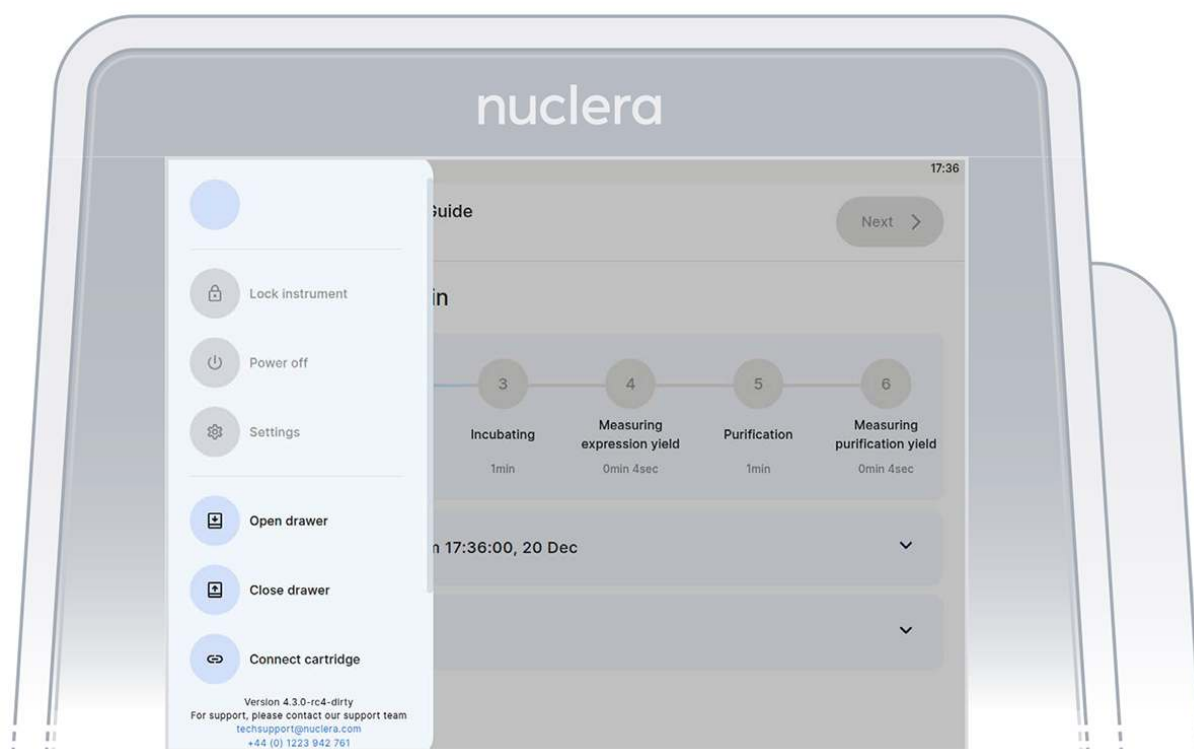 nuclera
17:36
Guide
Next
Lock instrument
in
Power off
3
4
5
6
Settings
Incubating
Measuring
expression yield
Purification
Measuring
purification yield
1min
0min 4sec
1min
0min 4sec
Open drawer
17:36:00, 20 Dec
Close drawer
Connect cartridge
Version 4.3.0-rc4-dirty
For support, please contact our support team
techsupport@nuclera.com
+44 (0) 1223 942 761